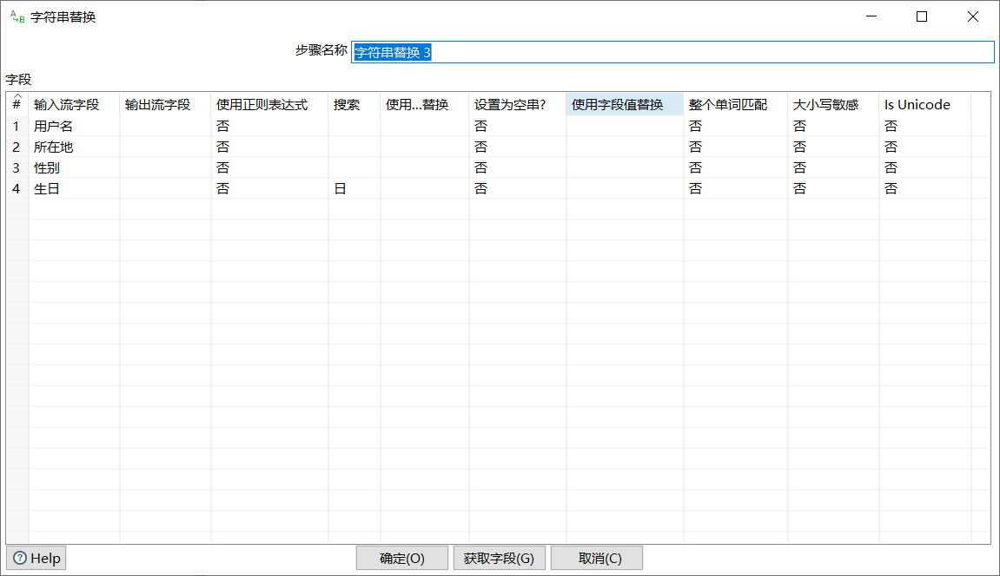 字符串替换
步骤名称 字符串替换 3
字段
# 输入流字段 输出流字段 使用正则表达式 搜索 使用...替换 设置为空串? 使用字段值替换 整个单词匹配 大小写敏感 Is Unicode
1 用户名 否 否 否 否 否
2 所在地 否 否 否 否 否
3 性别 否 否 否 否 否
4 生日 否 日 否 否 否 否
Help 确定(O) 获取字段(G) 取消(C)